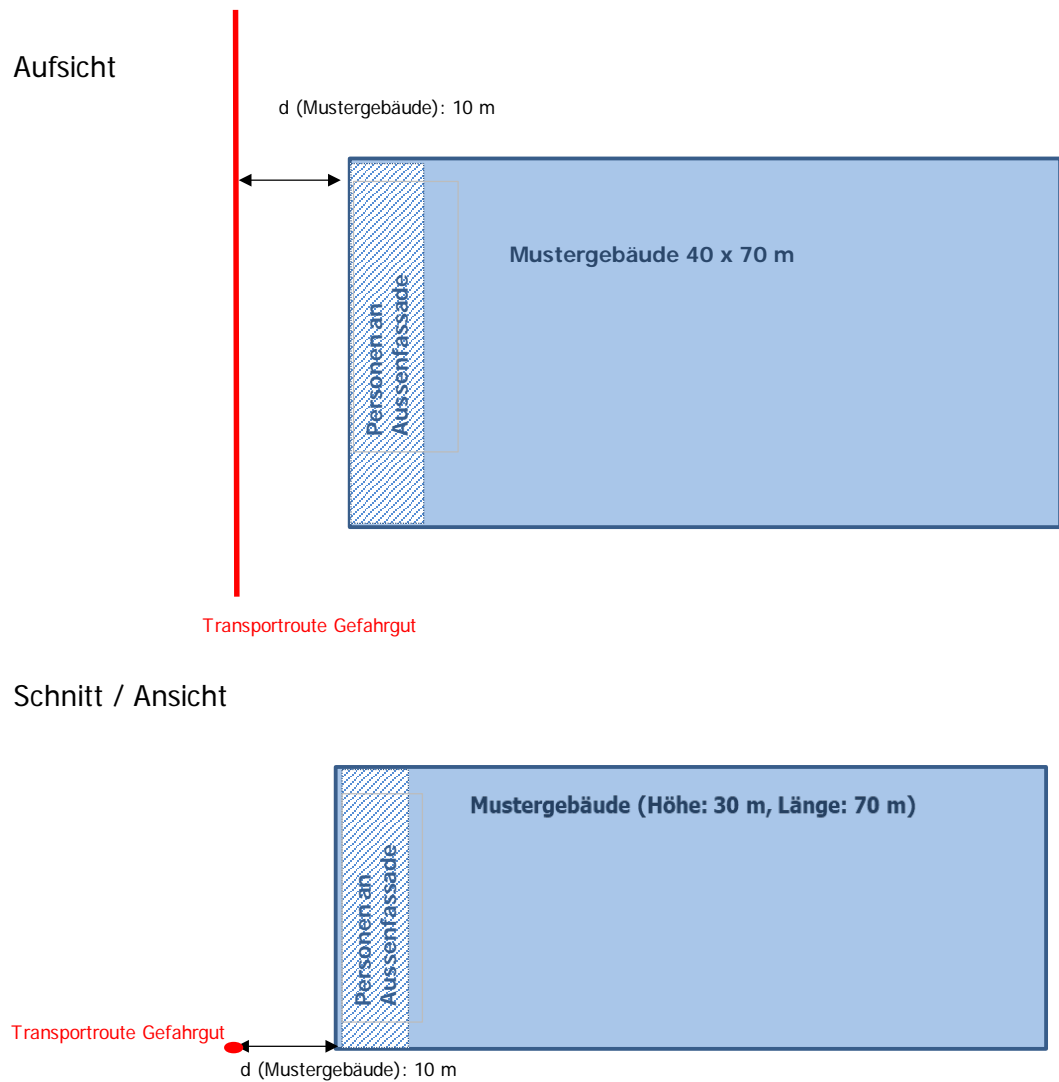 Aufsicht
d (Mustergebäude): 10 m
Mustergebäude 40 x 70 m
Personen an
Aussenfassade
Transportroute Gefahrgut
Schnitt / Ansicht
Mustergebäude (Höhe: 30 m, Länge: 70 m)
Personen an
Aussenfassade
Transportroute Gefahrgut
d (Mustergebäude): 10 m